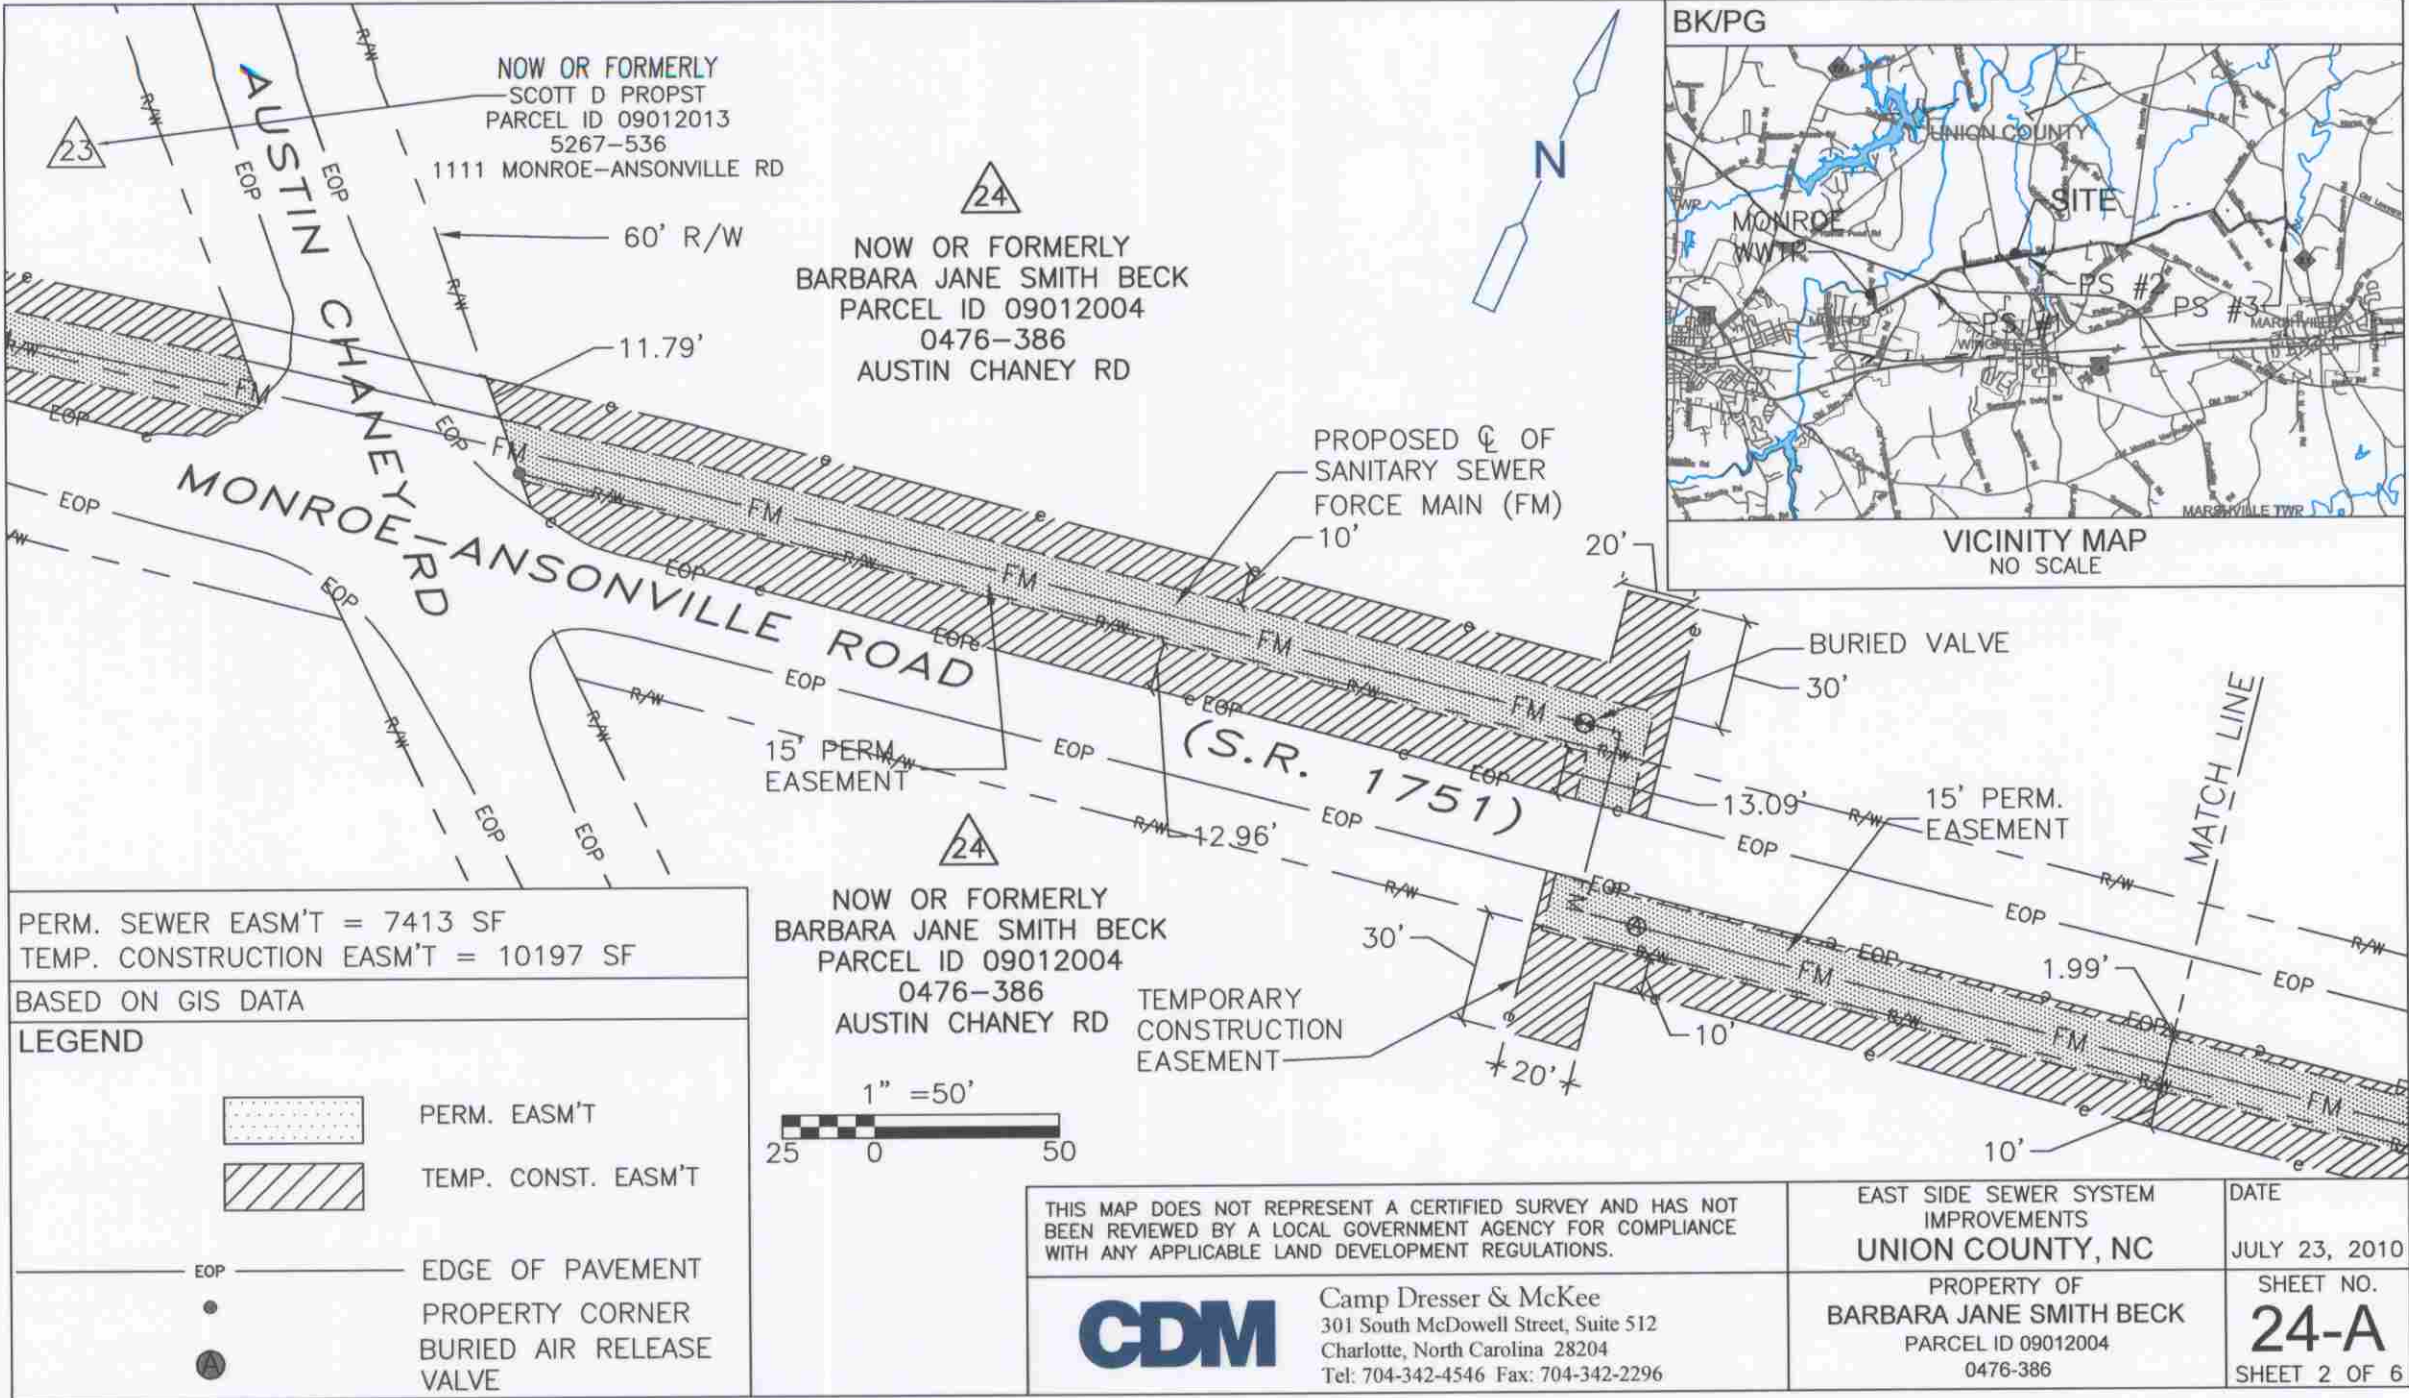 BK/PG
UNION COUNTY
SITE
MONROE
WWTP
PS #2
PS #3
PS #1
MONROE
WINGATE
MARSHVILLE
MARSHVILLE TWP
VICINITY MAP
NO SCALE
N
23
NOW OR FORMERLY
SCOTT D PROPST
PARCEL ID 09012013
5267-536
1111 MONROE-ANSONVILLE RD
60' R/W
11.79'
24
NOW OR FORMERLY
BARBARA JANE SMITH BECK
PARCEL ID 09012004
0476-386
AUSTIN CHANEY RD
AUSTIN CHANEY RD
MONROE-ANSONVILLE ROAD
(S.R. 1751)
PROPOSED ℄ OF
SANITARY SEWER
FORCE MAIN (FM)
10'
20'
BURIED VALVE
30'
13.09'
15' PERM.
EASEMENT
MATCH LINE
15' PERM.
EASEMENT
12.96'
24
NOW OR FORMERLY
BARBARA JANE SMITH BECK
PARCEL ID 09012004
0476-386
AUSTIN CHANEY RD
30'
TEMPORARY
CONSTRUCTION
EASEMENT
20'
10'
1.99'
10'
R/W
EOP
FM
PERM. SEWER EASM'T = 7413 SF
TEMP. CONSTRUCTION EASM'T = 10197 SF
BASED ON GIS DATA
LEGEND
PERM. EASM'T
TEMP. CONST. EASM'T
EOP EDGE OF PAVEMENT
PROPERTY CORNER
A BURIED AIR RELEASE
VALVE
1" =50'
25 0 50
THIS MAP DOES NOT REPRESENT A CERTIFIED SURVEY AND HAS NOT
BEEN REVIEWED BY A LOCAL GOVERNMENT AGENCY FOR COMPLIANCE
WITH ANY APPLICABLE LAND DEVELOPMENT REGULATIONS.
CDM
Camp Dresser & McKee
301 South McDowell Street, Suite 512
Charlotte, North Carolina 28204
Tel: 704-342-4546 Fax: 704-342-2296
EAST SIDE SEWER SYSTEM
IMPROVEMENTS
UNION COUNTY, NC
PROPERTY OF
BARBARA JANE SMITH BECK
PARCEL ID 09012004
0476-386
DATE
JULY 23, 2010
SHEET NO.
24-A
SHEET 2 OF 6